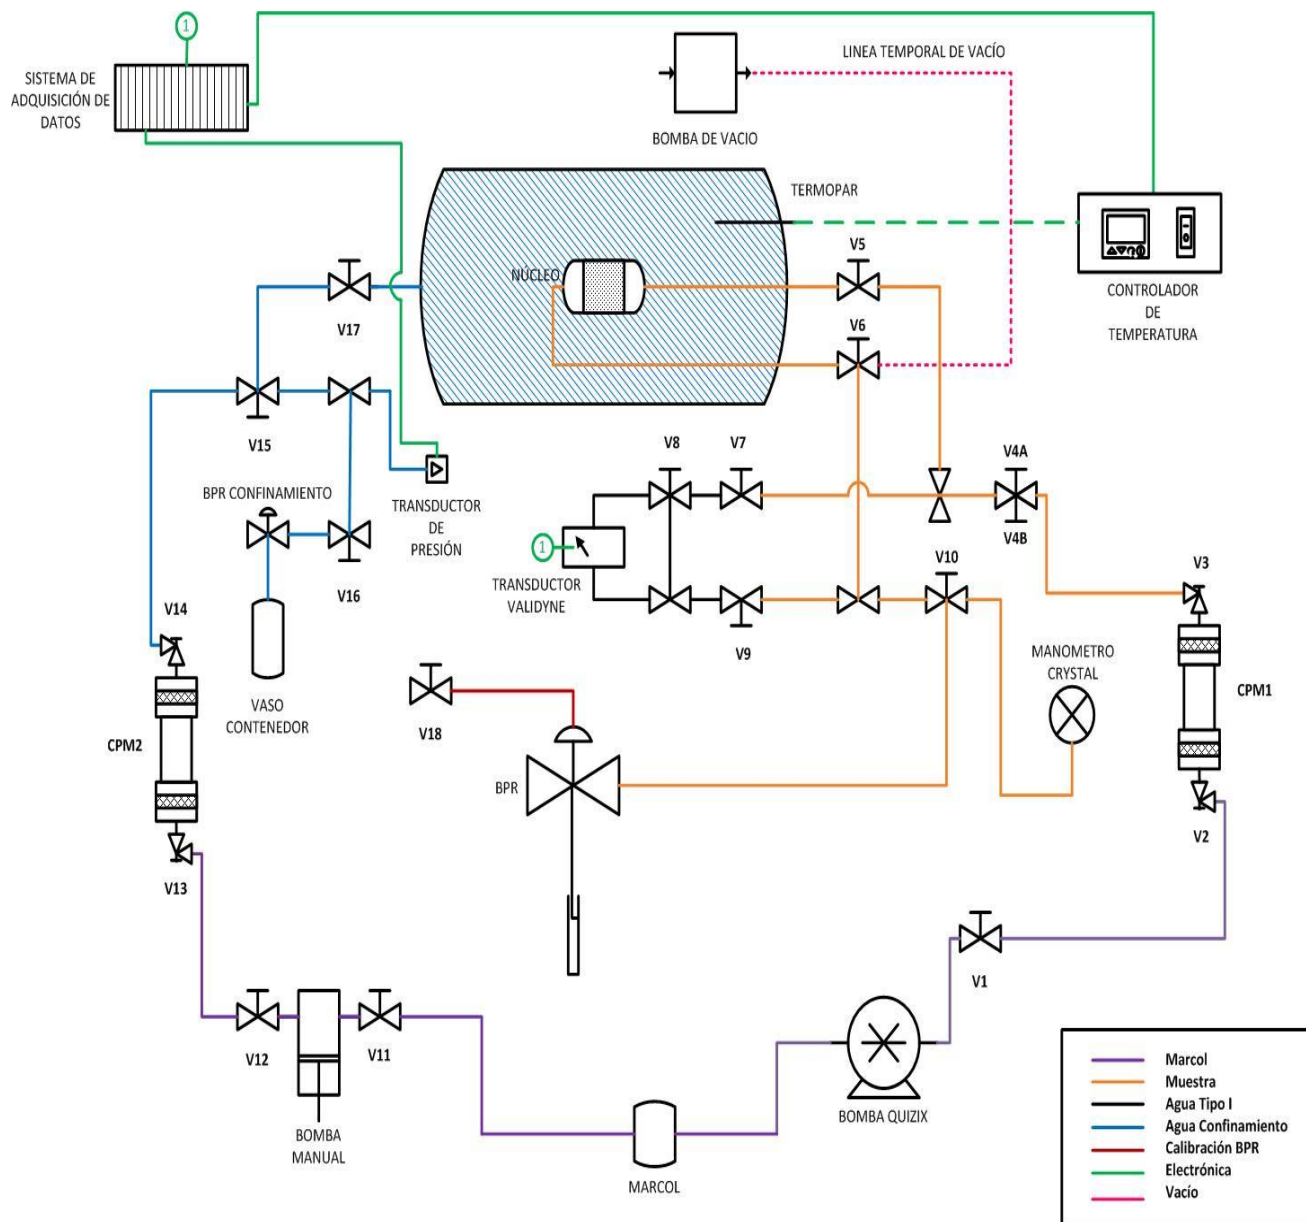 1
SISTEMA DE
ADQUISICIÓN DE
DATOS
LINEA TEMPORAL DE VACÍO
BOMBA DE VACIO
TERMOPAR
V5
NÚCLEO
CONTROLADOR
DE
TEMPERATURA
V17
V6
V15
V8
V7
V4A
BPR CONFINAMIENTO
TRANSDUCTOR
DE
PRESIÓN
1
V4B
V16
TRANSDUCTOR
VALIDYNE
V10
V3
V14
V9
MANOMETRO
CRYSTAL
VASO
CONTENEDOR
V18
CPM1
CPM2
BPR
V2
V13
V1
V12
V11
BOMBA QUIZIX
BOMBA
MANUAL
MARCOL
Marcol
Muestra
Agua Tipo I
Agua Confinamiento
Calibración BPR
Electrónica
Vacío